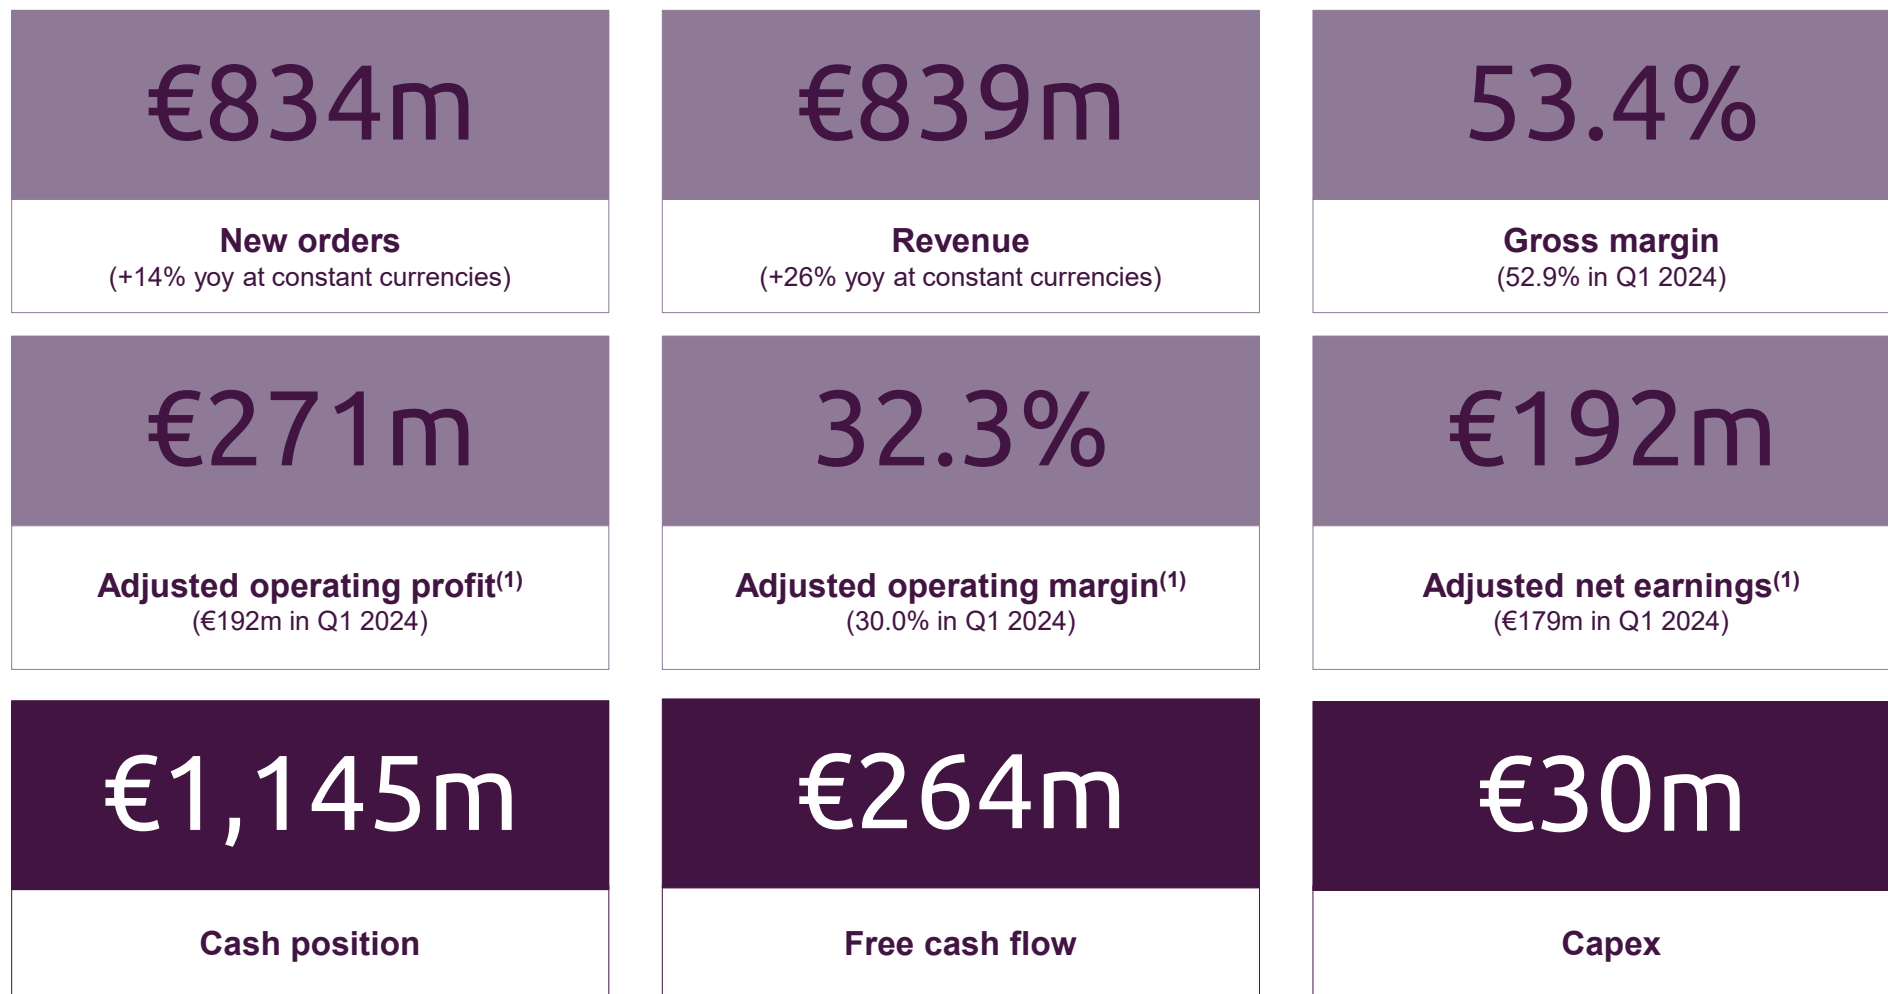 €834m
New orders
(+14% yoy at constant currencies)
€839m
Revenue
(+26% yoy at constant currencies)
53.4%
Gross margin
(52.9% in Q1 2024)
€271m
Adjusted operating profit(1)
(€192m in Q1 2024)
32.3%
Adjusted operating margin(1)
(30.0% in Q1 2024)
€192m
Adjusted net earnings(1)
(€179m in Q1 2024)
€1,145m
Cash position
€264m
Free cash flow
€30m
Capex